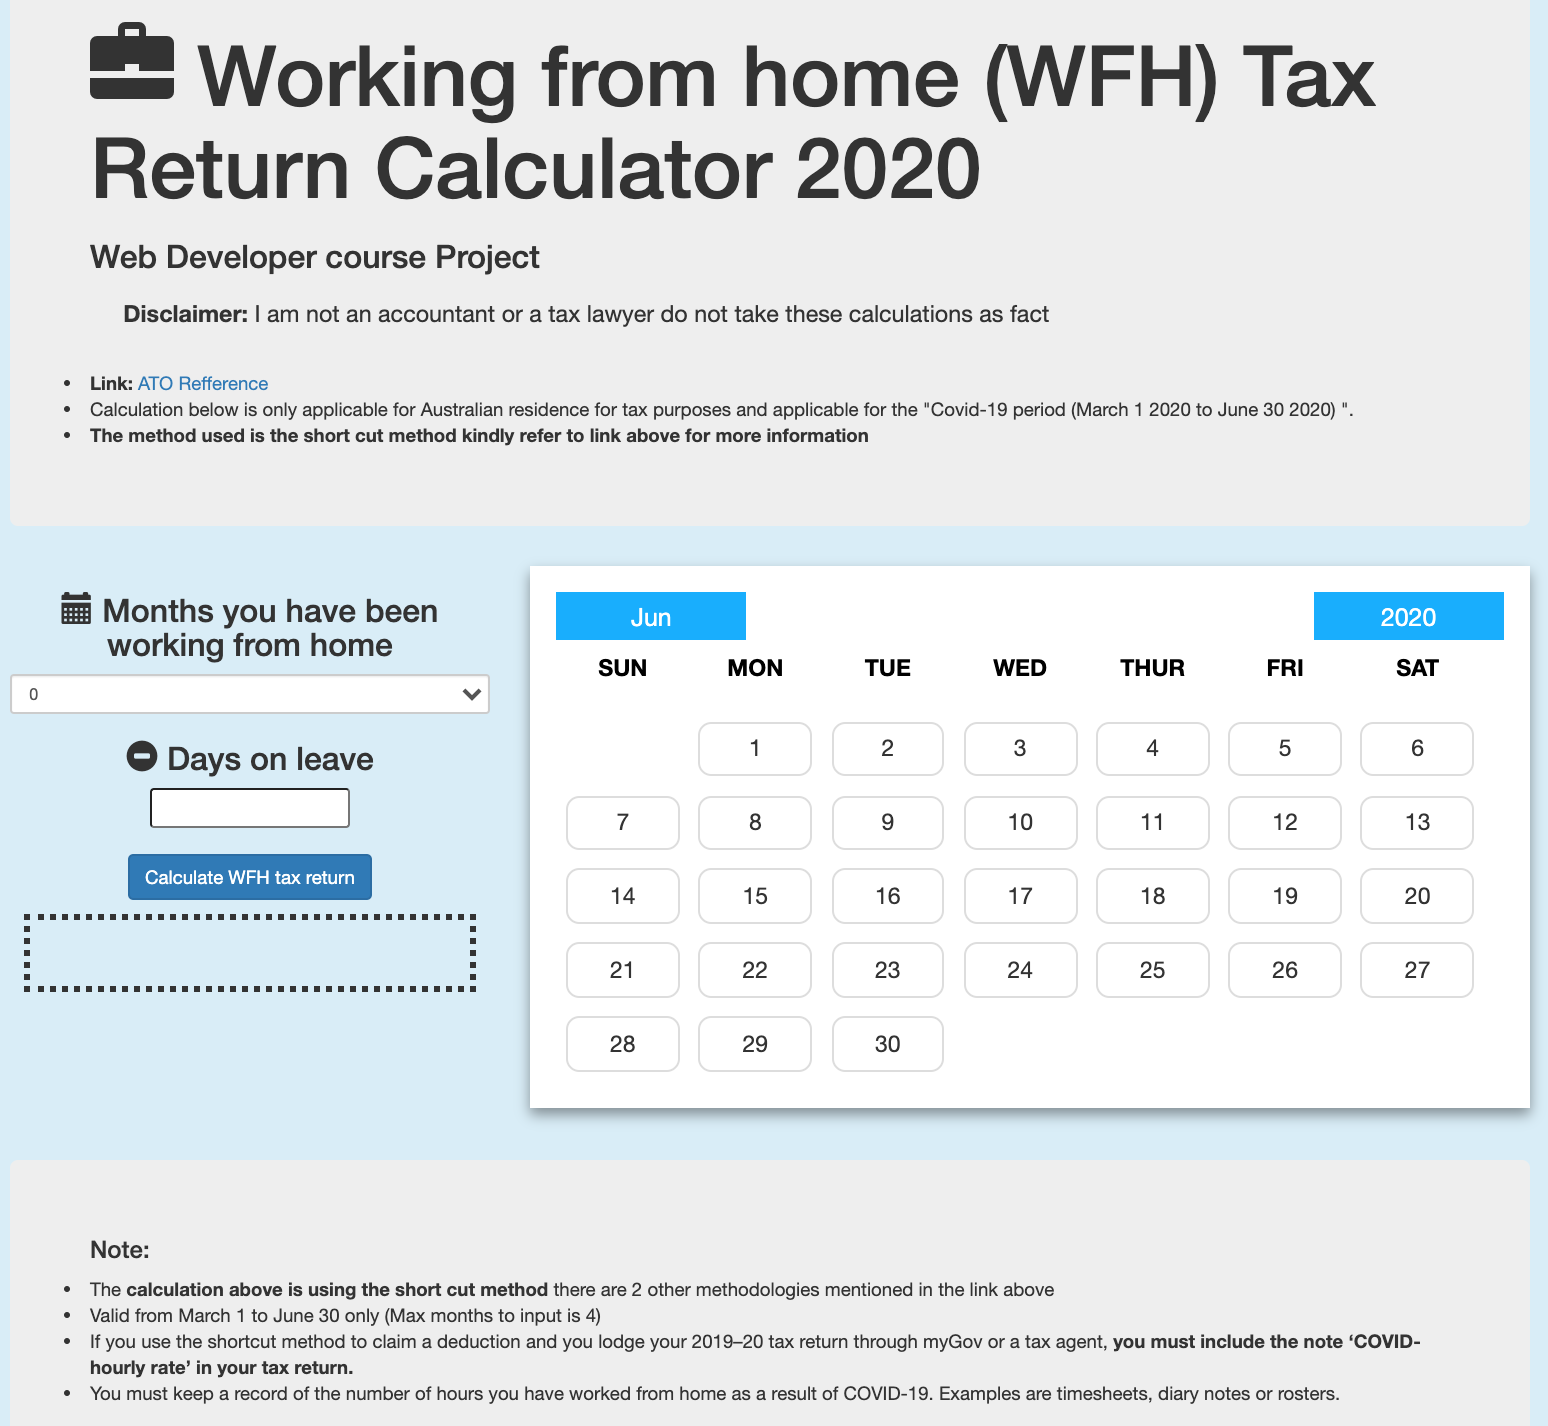 Working from home (WFH) Tax
Return Calculator 2020
Web Developer course Project
Disclaimer: I am not an accountant or a tax lawyer do not take these calculations as fact
• Link: ATO Refference
• Calculation below is only applicable for Australian residence for tax purposes and applicable for the "Covid-19 period (March 1 2020 to June 30 2020) ".
• The method used is the short cut method kindly refer to link above for more information
Months you have been
working from home
0
Days on leave
Calculate WFH tax return
Jun 2020
SUN MON TUE WED THUR FRI SAT
1 2 3 4 5 6
7 8 9 10 11 12 13
14 15 16 17 18 19 20
21 22 23 24 25 26 27
28 29 30
Note:
• The calculation above is using the short cut method there are 2 other methodologies mentioned in the link above
• Valid from March 1 to June 30 only (Max months to input is 4)
• If you use the shortcut method to claim a deduction and you lodge your 2019–20 tax return through myGov or a tax agent, you must include the note ‘COVID-
hourly rate’ in your tax return.
• You must keep a record of the number of hours you have worked from home as a result of COVID-19. Examples are timesheets, diary notes or rosters.